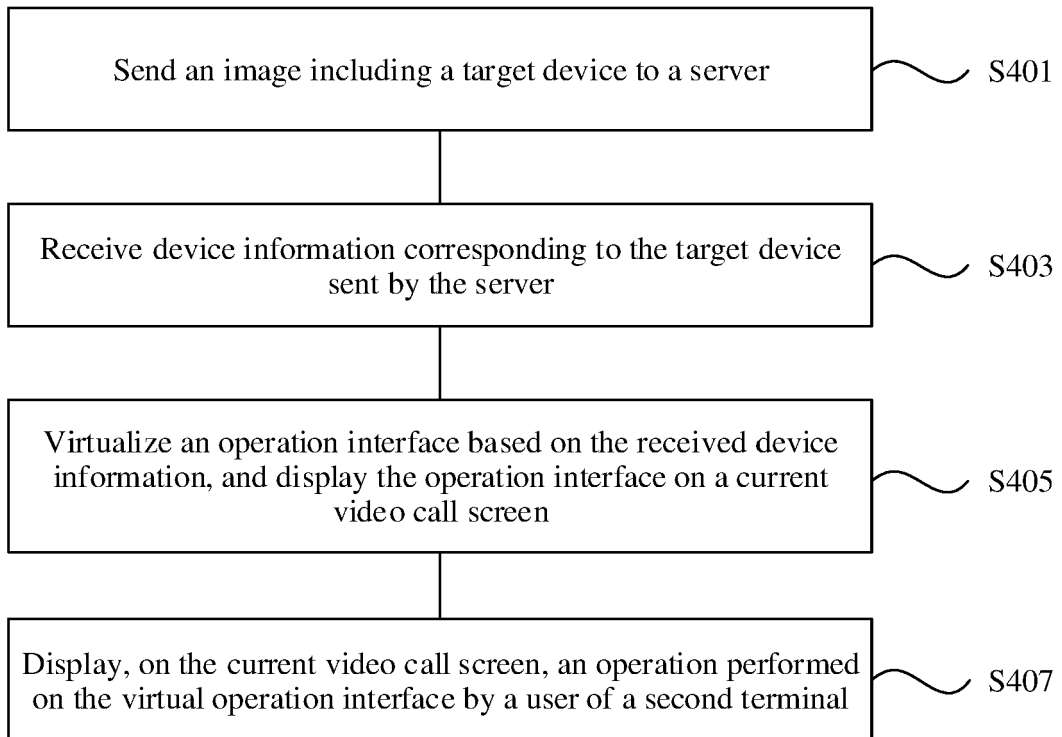 Send an image including a target device to a server
S401
Receive device information corresponding to the target device
sent by the server
S403
Virtualize an operation interface based on the received device
information, and display the operation interface on a current
video call screen
S405
Display, on the current video call screen, an operation performed
on the virtual operation interface by a user of a second terminal
S407